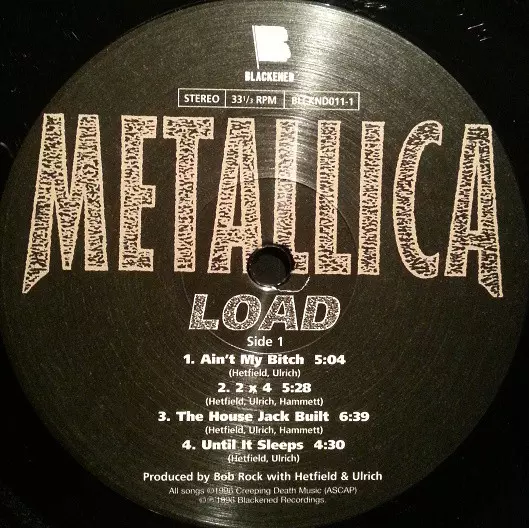 B
BLACKENED
STEREO 33 1/3 RPM BLCKND011-1
METALLICA
LOAD
Side 1
1. Ain't My Bitch 5:04
(Hetfield, Ulrich)
2. 2 x 4 5:28
(Hetfield, Ulrich, Hammett)
3. The House Jack Built 6:39
(Hetfield, Ulrich, Hammett)
4. Until It Sleeps 4:30
(Hetfield, Ulrich)
Produced by Bob Rock with Hetfield & Ulrich
All songs ©1996 Creeping Death Music (ASCAP)
©℗ 1996 Blackened Recordings.